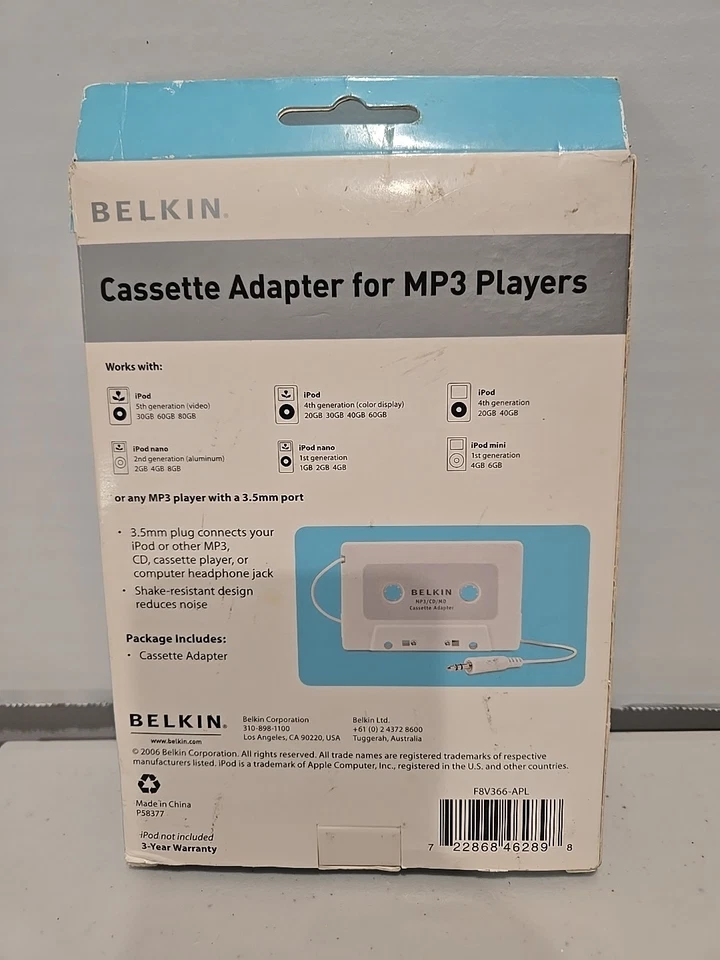 BELKIN.
Cassette Adapter for MP3 Players
Works with:
iPod
5th generation (video)
30GB 60GB 80GB
iPod
4th generation (color display)
20GB 30GB 40GB 60GB
iPod
4th generation
20GB 40GB
iPod nano
2nd generation (aluminum)
2GB 4GB 8GB
iPod nano
1st generation
1GB 2GB 4GB
iPod mini
1st generation
4GB 6GB
or any MP3 player with a 3.5mm port
• 3.5mm plug connects your
iPod or other MP3,
CD, cassette player, or
computer headphone jack
• Shake-resistant design
reduces noise
Package Includes:
• Cassette Adapter
BELKIN
MP3/CD/MD
Cassette Adapter
BELKIN®
www.belkin.com
Belkin Corporation
310-898-1100
Los Angeles, CA 90220, USA
Belkin Ltd.
+61 (0) 2 4372 8600
Tuggerah, Australia
© 2006 Belkin Corporation. All rights reserved. All trade names are registered trademarks of respective
manufacturers listed. iPod is a trademark of Apple Computer, Inc., registered in the U.S. and other countries.
Made in China
P58377
iPod not included
3-Year Warranty
F8V366-APL
7 22868 46289 8